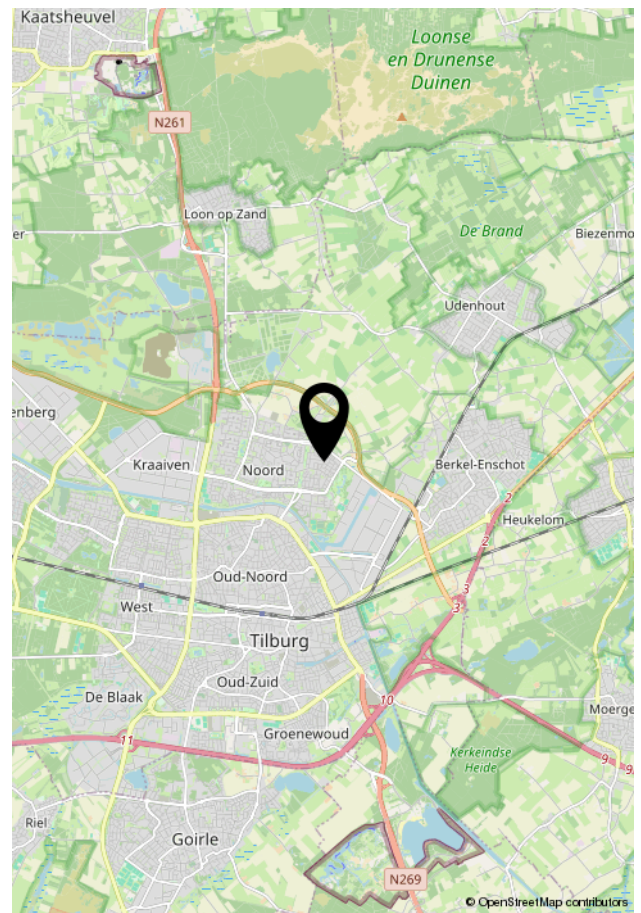 Kaatsheuvel
Loonse
en Drunense
Duinen
N261
Loon op Zand
De Brand
er
Biezenmo
Udenhout
enberg
Kraaiven
Noord
Berkel-Enschot
2
Heukelom
2
Oud-Noord
3
3
West
Tilburg
Oud-Zuid
De Blaak
10
Moerge
Groenewoud
11
Kerkeindse
Heide
9
9
Riel
Goirle
N269
© OpenStreetMap contributors